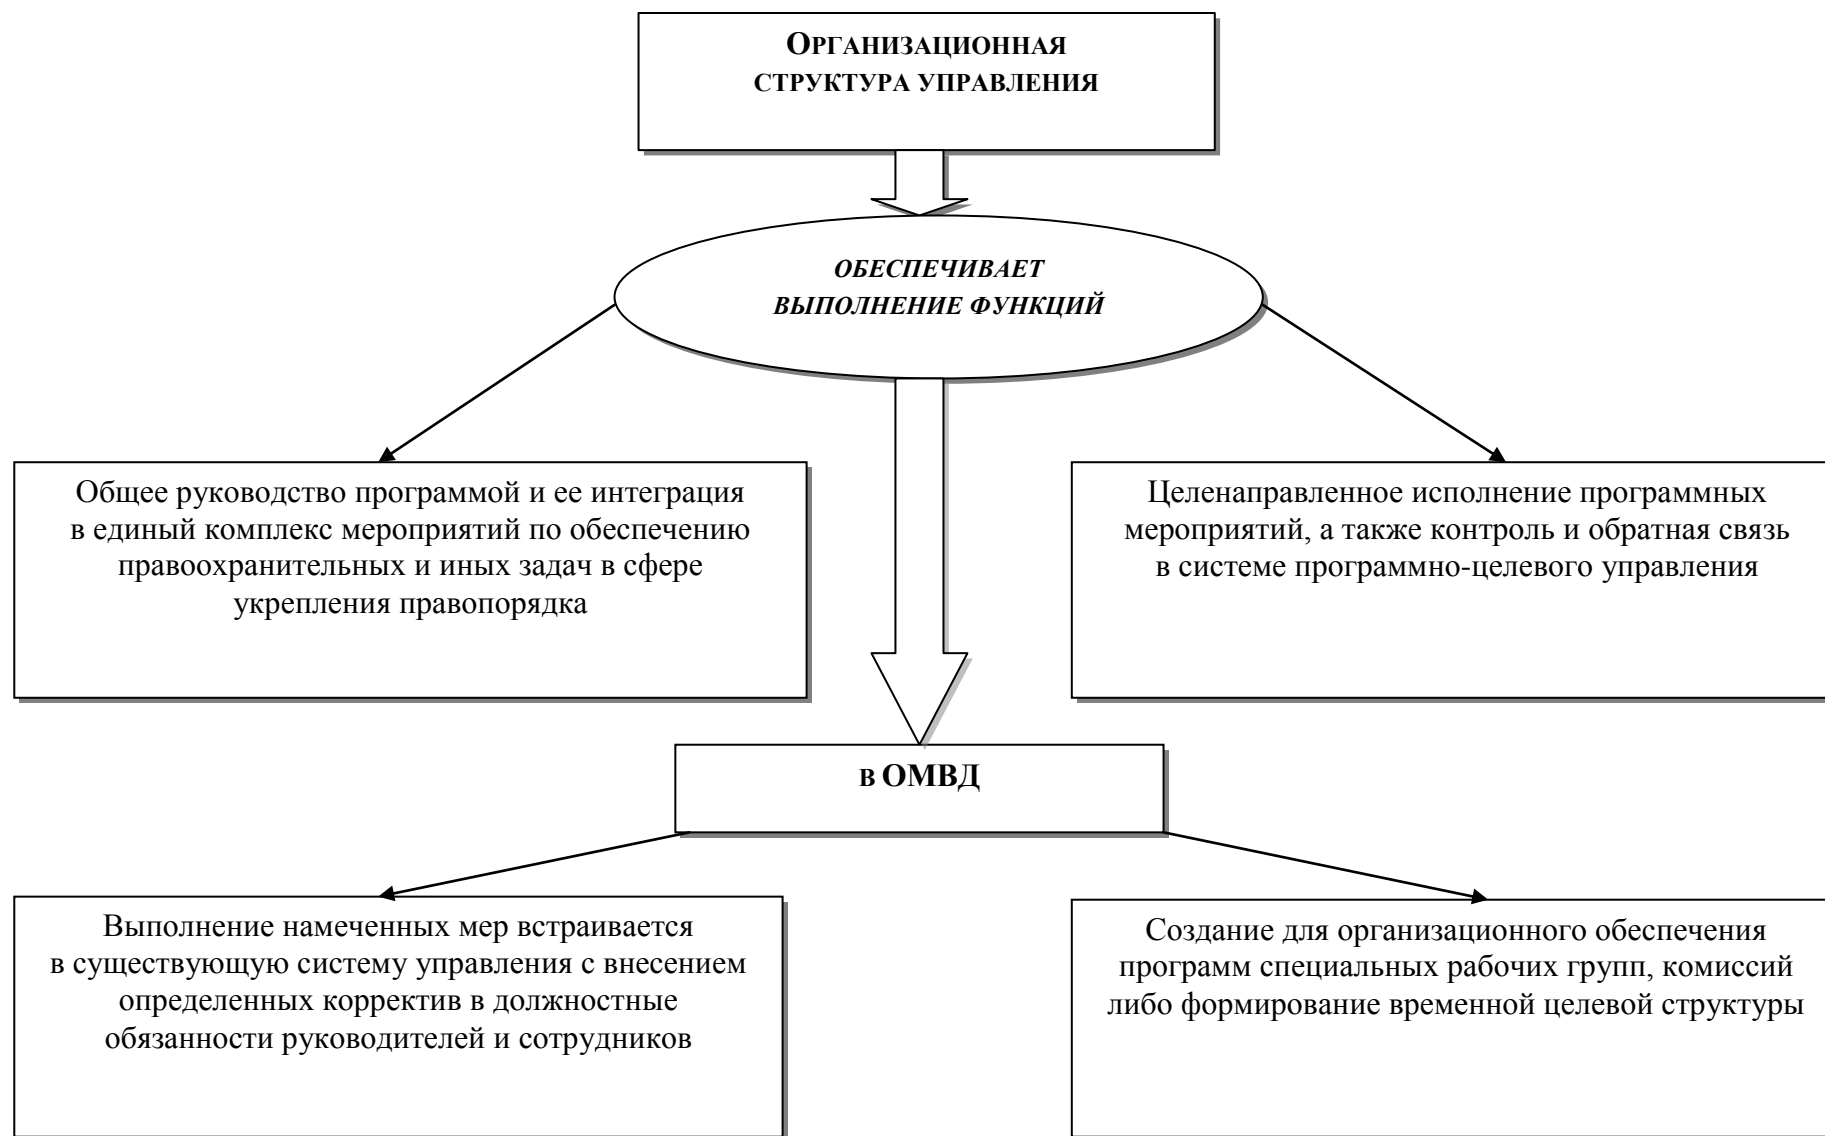 ОРГАНИЗАЦИОННАЯ
СТРУКТУРА УПРАВЛЕНИЯ
ОБЕСПЕЧИВАЕТ
ВЫПОЛНЕНИЕ ФУНКЦИЙ
Общее руководство программой и ее интеграция
в единый комплекс мероприятий по обеспечению
правоохранительных и иных задач в сфере
укрепления правопорядка
Целенаправленное исполнение программных
мероприятий, а также контроль и обратная связь
в системе программно-целевого управления
В ОМВД
Выполнение намеченных мер встраивается
в существующую систему управления с внесением
определенных корректив в должностные
обязанности руководителей и сотрудников
Создание для организационного обеспечения
программ специальных рабочих групп, комиссий
либо формирование временной целевой структуры